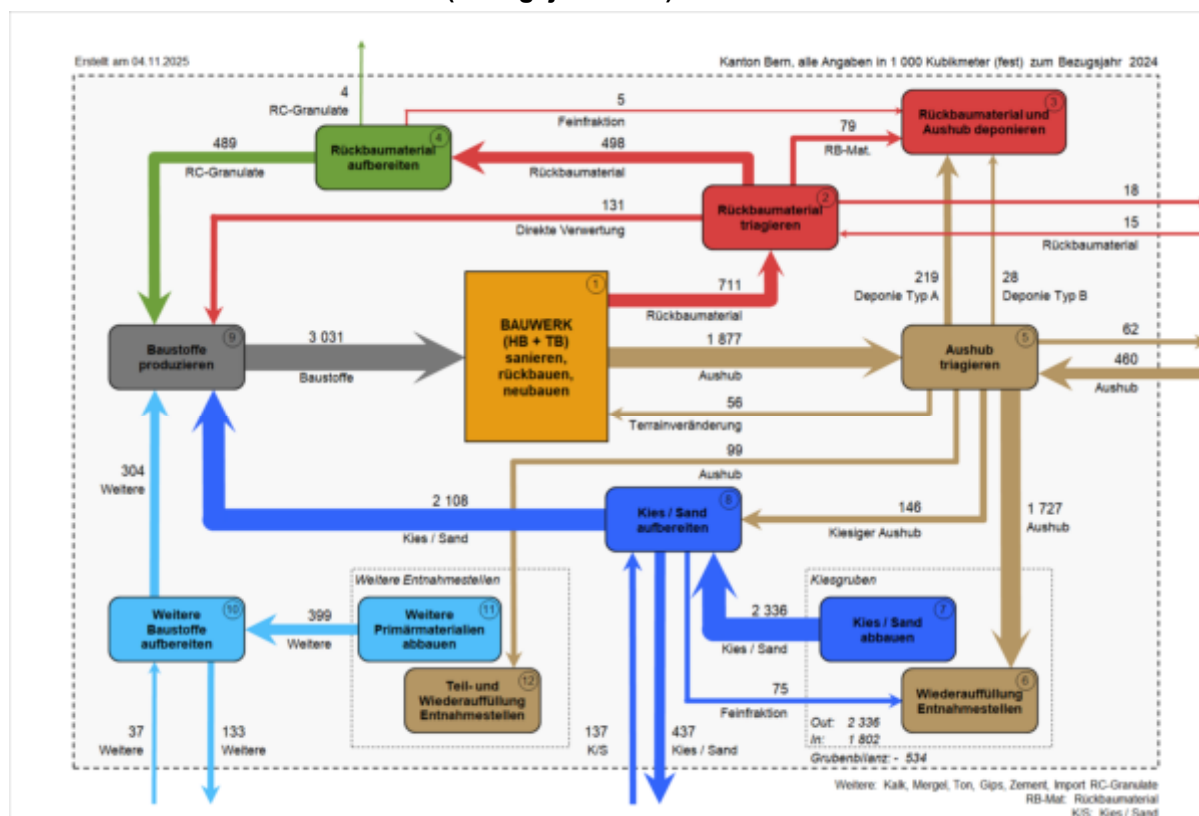 Erstellt am 04.11.2025
Kanton Bern, alle Angaben in 1 000 Kubikmeter (fest) zum Bezugsjahr 2024
4
RC-Granulate
5
Feinfraktion
3
Rückbaumaterial und
Aushub deponieren
4
Rückbaumaterial
aufbereiten
489
RC-Granulate
498
Rückbaumaterial
79
RB-Mat.
2
Rückbaumaterial
triagieren
18
15
Rückbaumaterial
131
Direkte Verwertung
1
BAUWERK
(HB + TB)
sanieren,
rückbauen,
neubauen
711
Rückbaumaterial
219
Deponie Typ A
28
Deponie Typ B
9
Baustoffe
produzieren
3 031
Baustoffe
1 877
Aushub
5
Aushub
triagieren
62
460
Aushub
56
Terrainveränderung
99
Aushub
304
Weitere
2 108
Kies / Sand
8
Kies / Sand
aufbereiten
146
Kiesiger Aushub
1 727
Aushub
Weitere Entnahmestellen
Kiesgruben
10
Weitere
Baustoffe
aufbereiten
399
Weitere
11
Weitere
Primärmaterialien
abbauen
2 336
Kies / Sand
7
Kies / Sand
abbauen
12
Teil- und
Wiederauffüllung
Entnahmestellen
75
Feinfraktion
6
Wiederauffüllung
Entnahmestellen
37
Weitere
133
Weitere
137
K/S
437
Kies / Sand
Out: 2 336
In: 1 802
Grubenbilanz: - 534
Weitere: Kalk, Mergel, Ton, Gips, Zement, Import RC-Granulate
RB-Mat: Rückbaumaterial
K/S: Kies / Sand